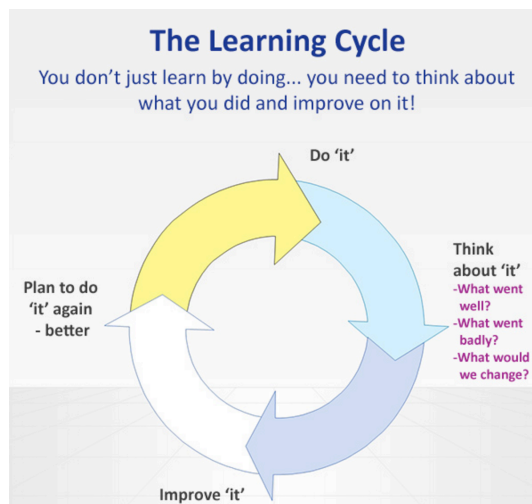 The Learning Cycle
You don't just learn by doing... you need to think about
what you did and improve on it!
Do 'it'
Think
about 'it'
-What went
well?
-What went
badly?
-What would
we change?
Plan to do
'it' again
- better
Improve 'it'